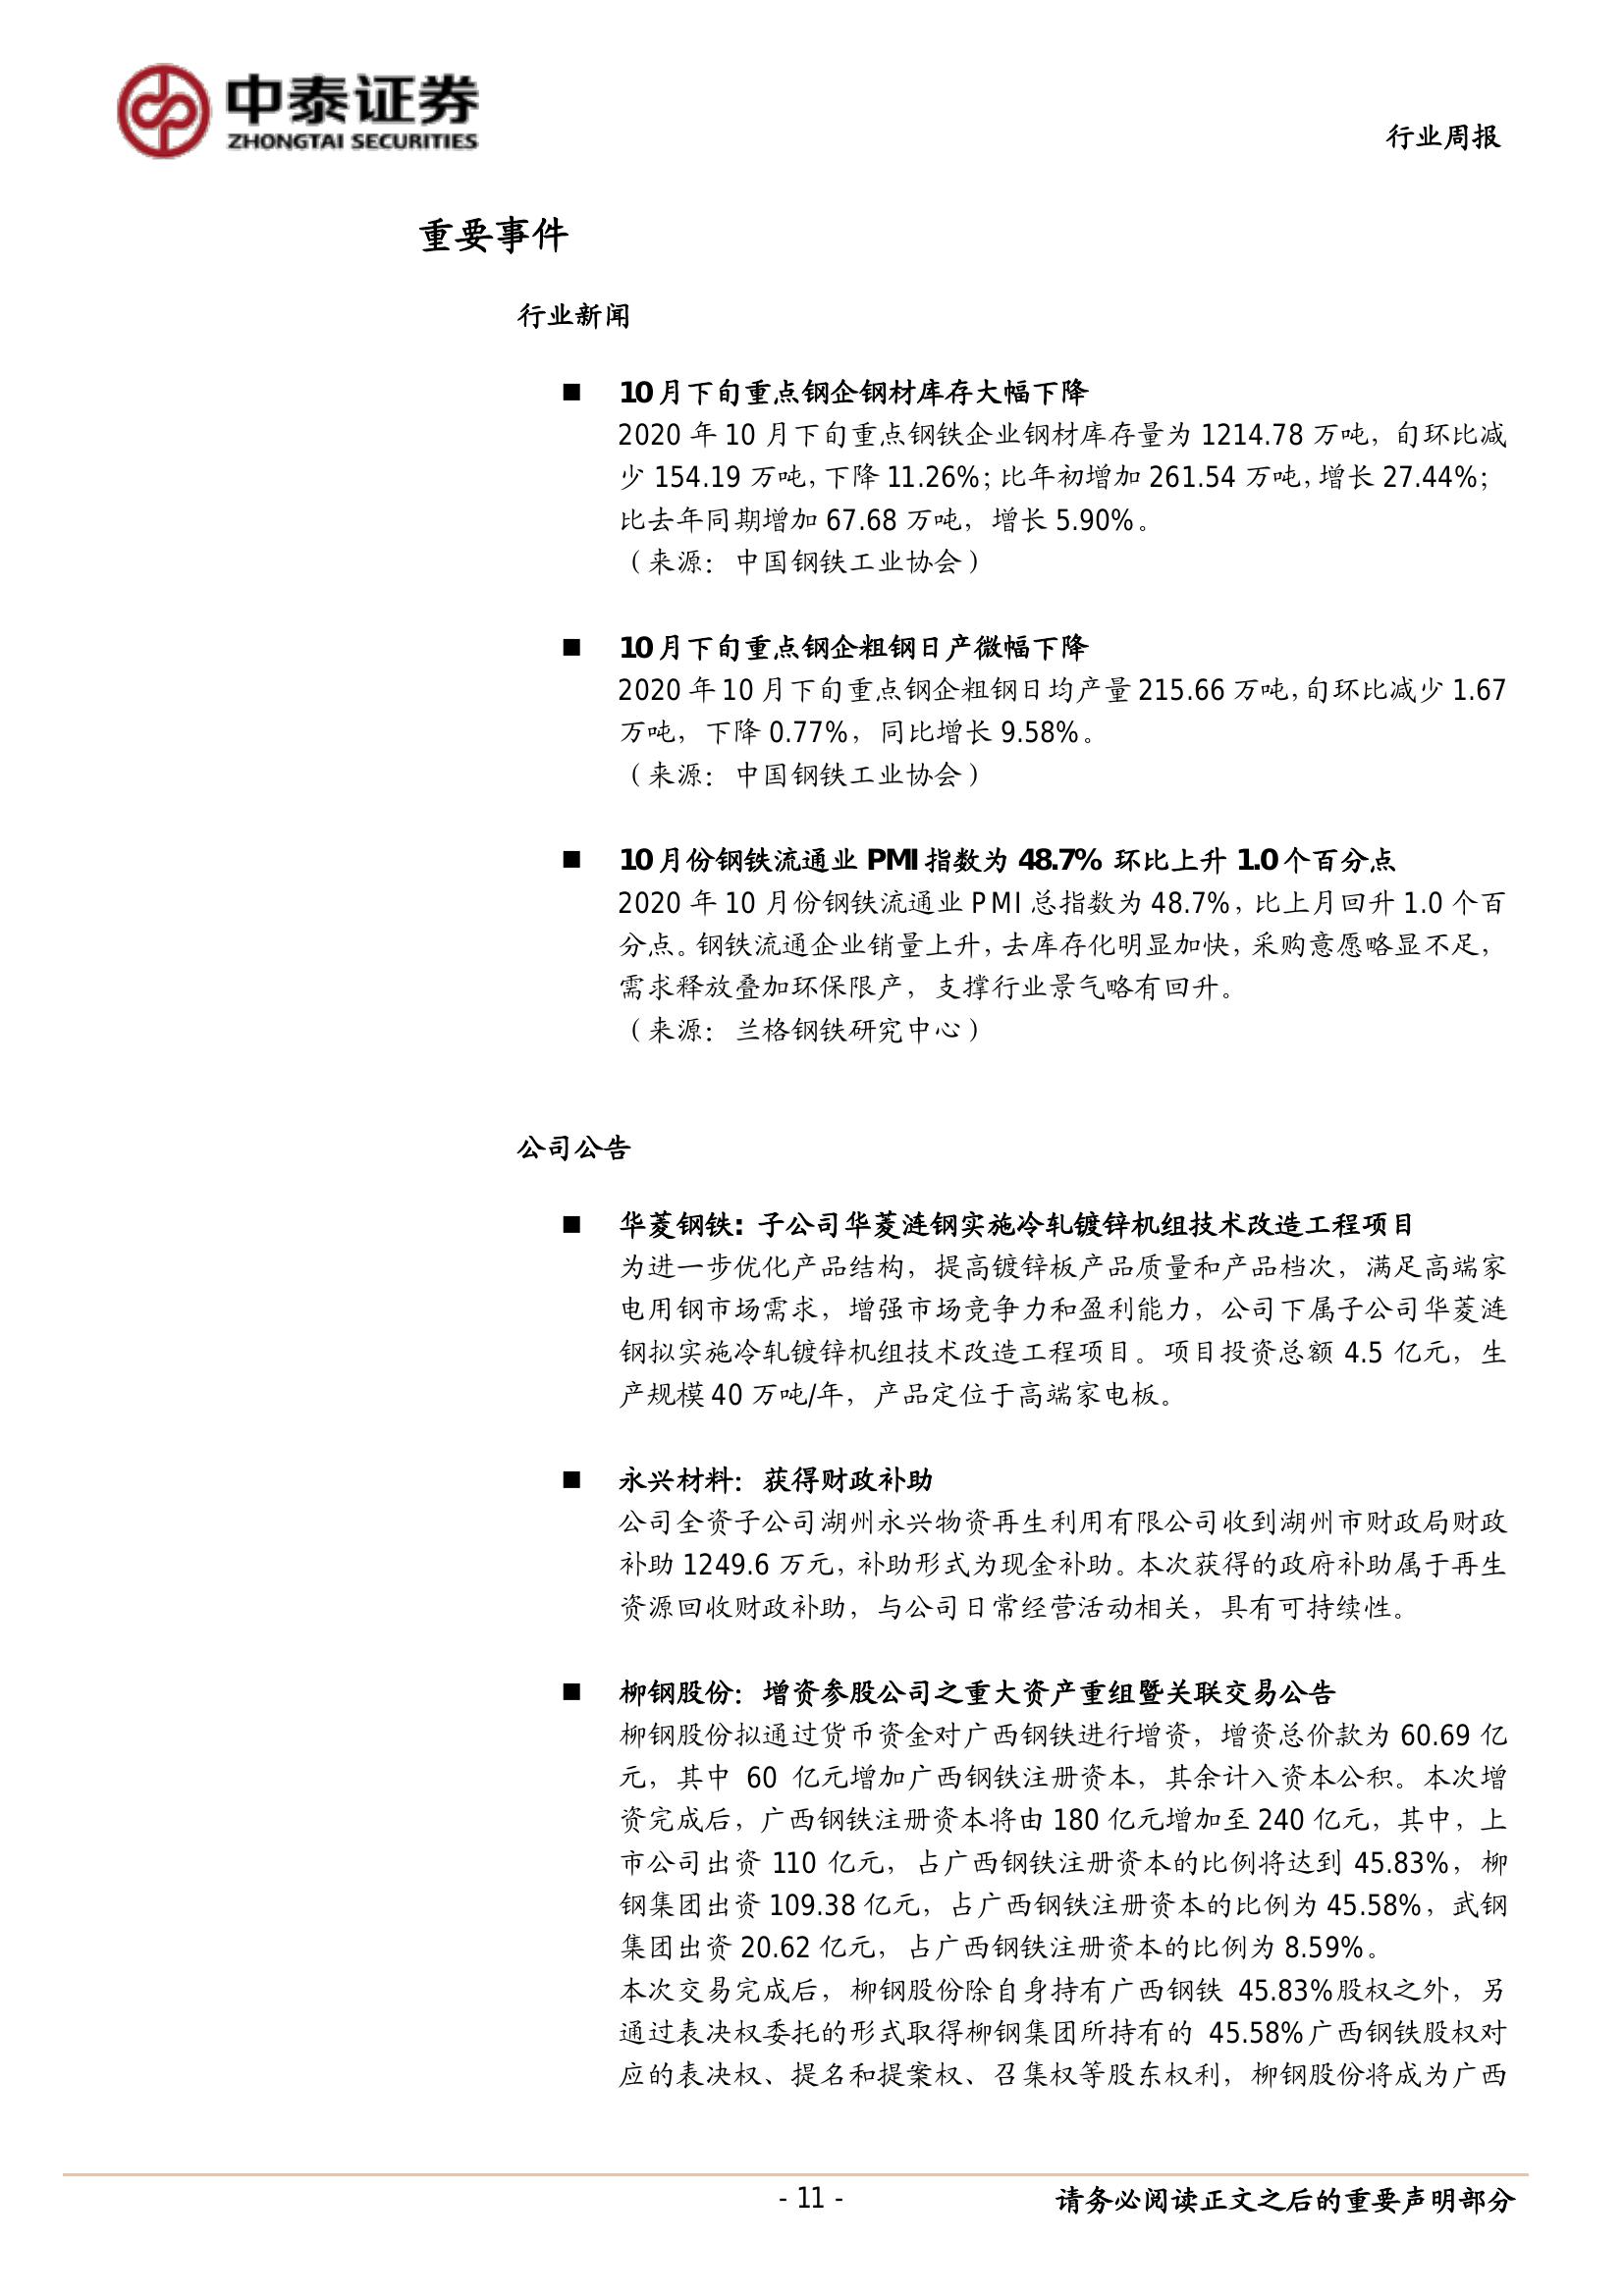 中泰证券
ZHONGTAI SECURITIES
行业周报
重要事件
行业新闻
■ 10月下旬重点钢企钢材库存大幅下降
2020 年 10 月下旬重点钢铁企业钢材库存量为 1214.78 万吨，旬环比减
少 154.19 万吨，下降 11.26%；比年初增加 261.54 万吨，增长 27.44%；
比去年同期增加 67.68 万吨，增长 5.90%。
（来源：中国钢铁工业协会）
■ 10月下旬重点钢企粗钢日产微幅下降
2020 年 10 月下旬重点钢企粗钢日均产量 215.66 万吨，旬环比减少 1.67
万吨，下降 0.77%，同比增长 9.58%。
（来源：中国钢铁工业协会）
■ 10月份钢铁流通业 PMI 指数为 48.7% 环比上升 1.0 个百分点
2020 年 10 月份钢铁流通业 PMI 总指数为 48.7%，比上月回升 1.0 个百
分点。钢铁流通企业销量上升，去库存化明显加快，采购意愿略显不足，
需求释放叠加环保限产，支撑行业景气略有回升。
（来源：兰格钢铁研究中心）
公司公告
■ 华菱钢铁：子公司华菱涟钢实施冷轧镀锌机组技术改造工程项目
为进一步优化产品结构，提高镀锌板产品质量和产品档次，满足高端家
电用钢市场需求，增强市场竞争力和盈利能力，公司下属子公司华菱涟
钢拟实施冷轧镀锌机组技术改造工程项目。项目投资总额 4.5 亿元，生
产规模 40 万吨/年，产品定位于高端家电板。
■ 永兴材料：获得财政补助
公司全资子公司湖州永兴物资再生利用有限公司收到湖州市财政局财政
补助 1249.6 万元，补助形式为现金补助。本次获得的政府补助属于再生
资源回收财政补助，与公司日常经营活动相关，具有可持续性。
■ 柳钢股份：增资参股公司之重大资产重组暨关联交易公告
柳钢股份拟通过货币资金对广西钢铁进行增资，增资总价款为 60.69 亿
元，其中 60 亿元增加广西钢铁注册资本，其余计入资本公积。本次增
资完成后，广西钢铁注册资本将由 180 亿元增加至 240 亿元，其中，上
市公司出资 110 亿元，占广西钢铁注册资本的比例将达到 45.83%，柳
钢集团出资 109.38 亿元，占广西钢铁注册资本的比例为 45.58%，武钢
集团出资 20.62 亿元，占广西钢铁注册资本的比例为 8.59%。
本次交易完成后，柳钢股份除自身持有广西钢铁 45.83%股权之外，另
通过表决权委托的形式取得柳钢集团所持有的 45.58%广西钢铁股权对
应的表决权、提名和提案权、召集权等股东权利，柳钢股份将成为广西
- 11 -
请务必阅读正文之后的重要声明部分